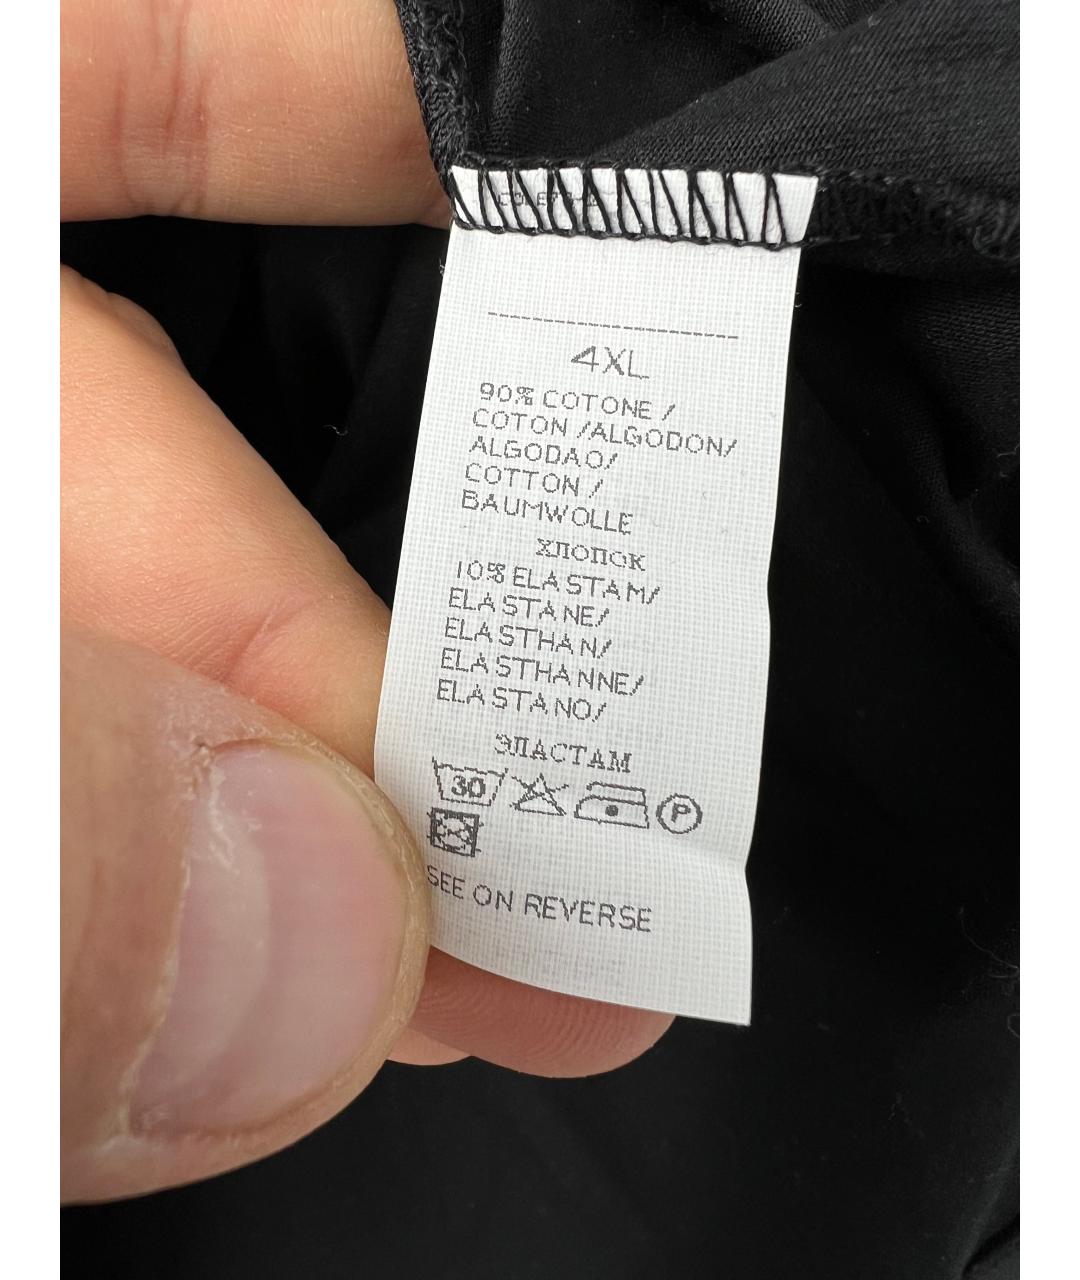 4XL
90% COTONE /
COTON /ALGODON/
ALGODAO/
COTTON /
BAUMWOLLE
ХЛОПОК
10% ELASTAM/
ELASTANE/
ELASTHAN/
ELASTHANNE/
ELASTANO/
ЭЛАСТАМ
30 P
SEE ON REVERSE